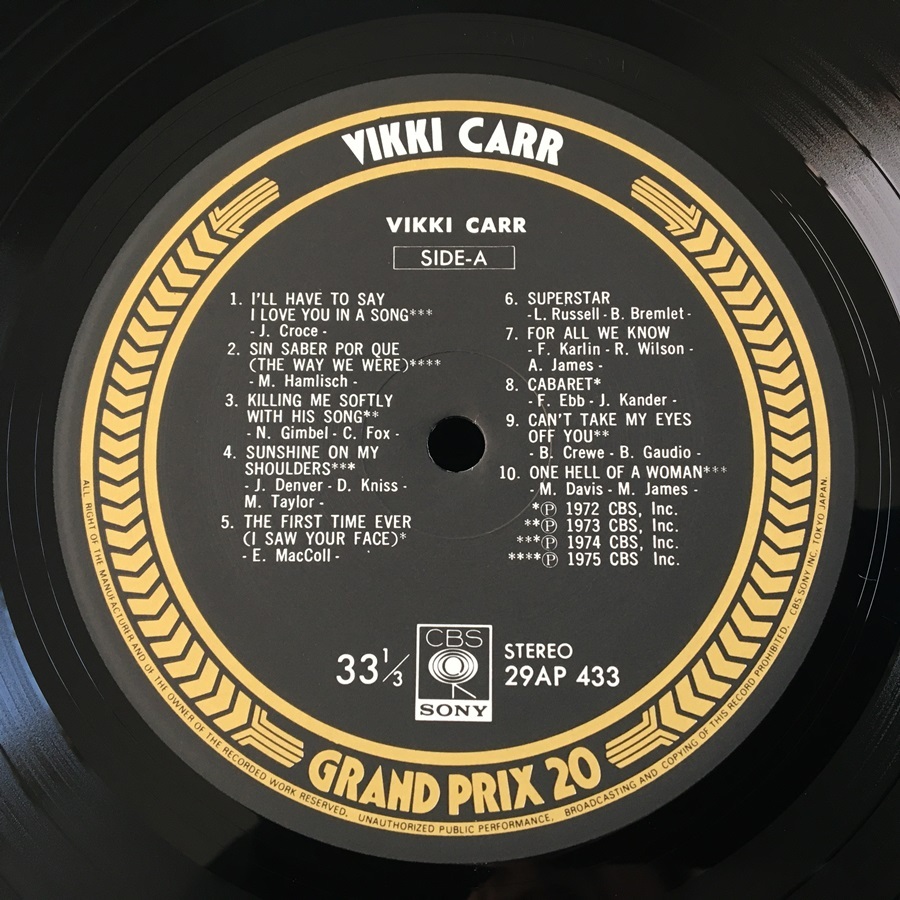 VIKKI CARR
VIKKI CARR
SIDE-A
1. I'LL HAVE TO SAY
I LOVE YOU IN A SONG***
- J. Croce -
2. SIN SABER POR QUE
(THE WAY WE WERE)****
- M. Hamlisch -
3. KILLING ME SOFTLY
WITH HIS SONG**
- N. Gimbel - C. Fox -
4. SUNSHINE ON MY
SHOULDERS***
- J. Denver - D. Kniss -
M. Taylor -
5. THE FIRST TIME EVER
(I SAW YOUR FACE)*
- E. MacColl -
6. SUPERSTAR
- L. Russell - B. Bremlet -
7. FOR ALL WE KNOW
- F. Karlin - R. Wilson -
A. James -
8. CABARET*
- F. Ebb - J. Kander -
9. CAN'T TAKE MY EYES
OFF YOU**
- B. Crewe - B. Gaudio -
10. ONE HELL OF A WOMAN***
- M. Davis - M. James -
*Ⓟ 1972 CBS, Inc.
**Ⓟ 1973 CBS, Inc.
***Ⓟ 1974 CBS, Inc.
****Ⓟ 1975 CBS Inc.
33 1/3
CBS
SONY
STEREO
29AP 433
GRAND PRIX 20
ALL RIGHT OF THE MANUFACTURER AND OF THE OWNER OF THE RECORDED WORK RESERVED. UNAUTHORIZED PUBLIC PERFORMANCE, BROADCASTING AND COPYING OF THIS RECORD PROHIBITED. CBS SONY INC. TOKYO JAPAN.